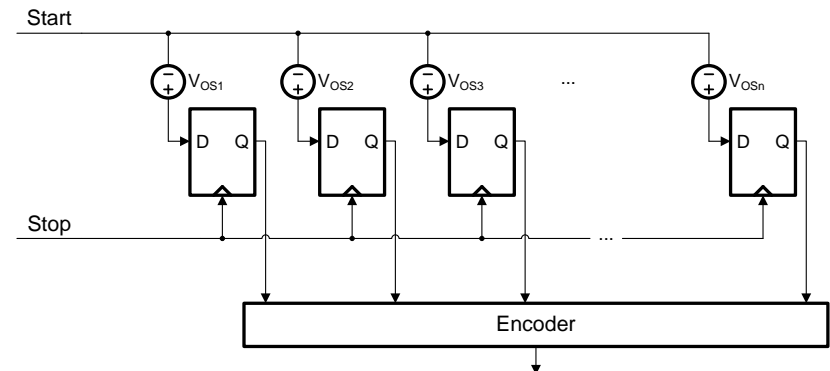 Start
− + V_OS1 − + V_OS2 − + V_OS3 ... − + V_OSn
D Q D Q D Q D Q
Stop ...
Encoder